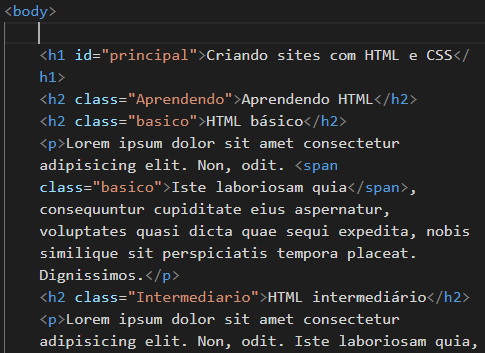 <body>
<h1 id="principal">Criando sites com HTML e CSS</
h1>
<h2 class="Aprendendo">Aprendendo HTML</h2>
<h2 class="basico">HTML básico</h2>
<p>Lorem ipsum dolor sit amet consectetur
adipisicing elit. Non, odit. <span
class="basico">Iste laboriosam quia</span>,
consequuntur cupiditate eius aspernatur,
voluptates quasi dicta quae sequi expedita, nobis
similique sit perspiciatis tempora placeat.
Dignissimos.</p>
<h2 class="Intermediario">HTML intermediário</h2>
<p>Lorem ipsum dolor sit amet consectetur
adipisicing elit. Non, odit. Iste laboriosam quia,